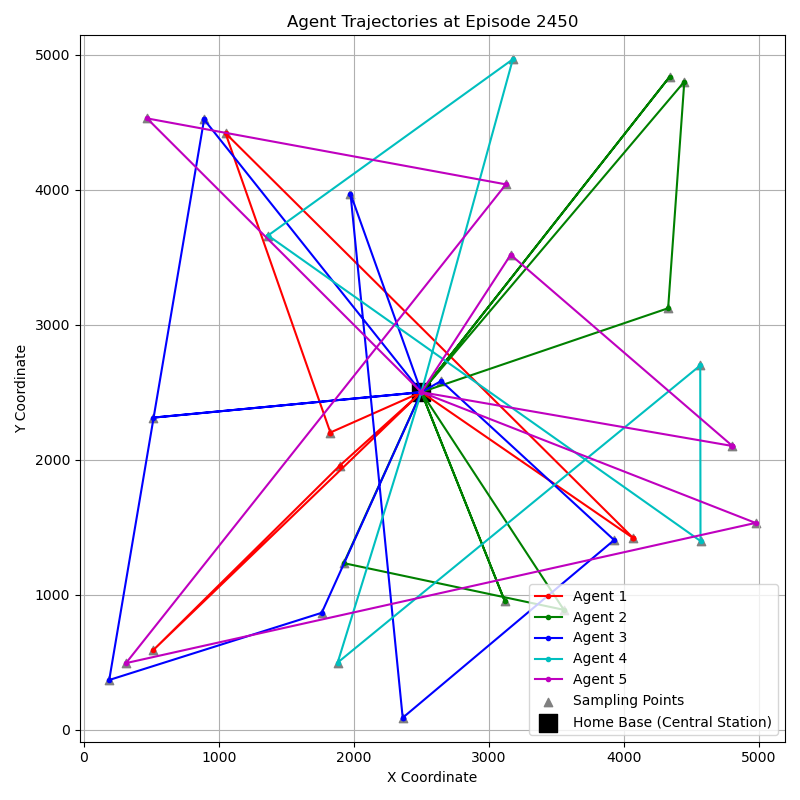 Agent Trajectories at Episode 2450
5000
4000
3000
2000
1000
0
Y Coordinate
0 1000 2000 3000 4000 5000
X Coordinate
Agent 1
Agent 2
Agent 3
Agent 4
Agent 5
Sampling Points
Home Base (Central Station)